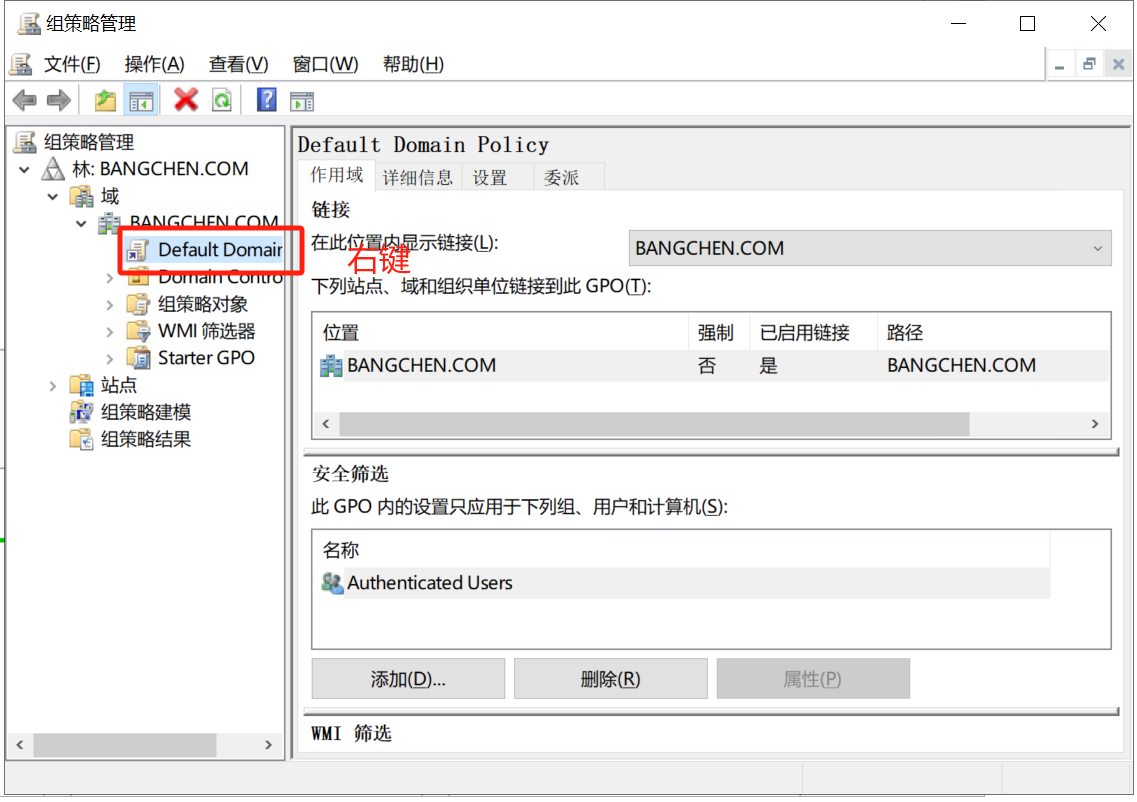 组策略管理
文件(F) 操作(A) 查看(V) 窗口(W) 帮助(H)
组策略管理
林: BANGCHEN.COM
域
BANGCHEN.COM
Default Domain
Domain Contro
组策略对象
WMI 筛选器
Starter GPO
站点
组策略建模
组策略结果
右键
Default Domain Policy
作用域 详细信息 设置 委派
链接
在此位置内显示链接(L): BANGCHEN.COM
下列站点、域和组织单位链接到此 GPO(T):
位置 强制 已启用链接 路径
BANGCHEN.COM 否 是 BANGCHEN.COM
安全筛选
此 GPO 内的设置只应用于下列组、用户和计算机(S):
名称
Authenticated Users
添加(D)... 删除(R) 属性(P)
WMI 筛选